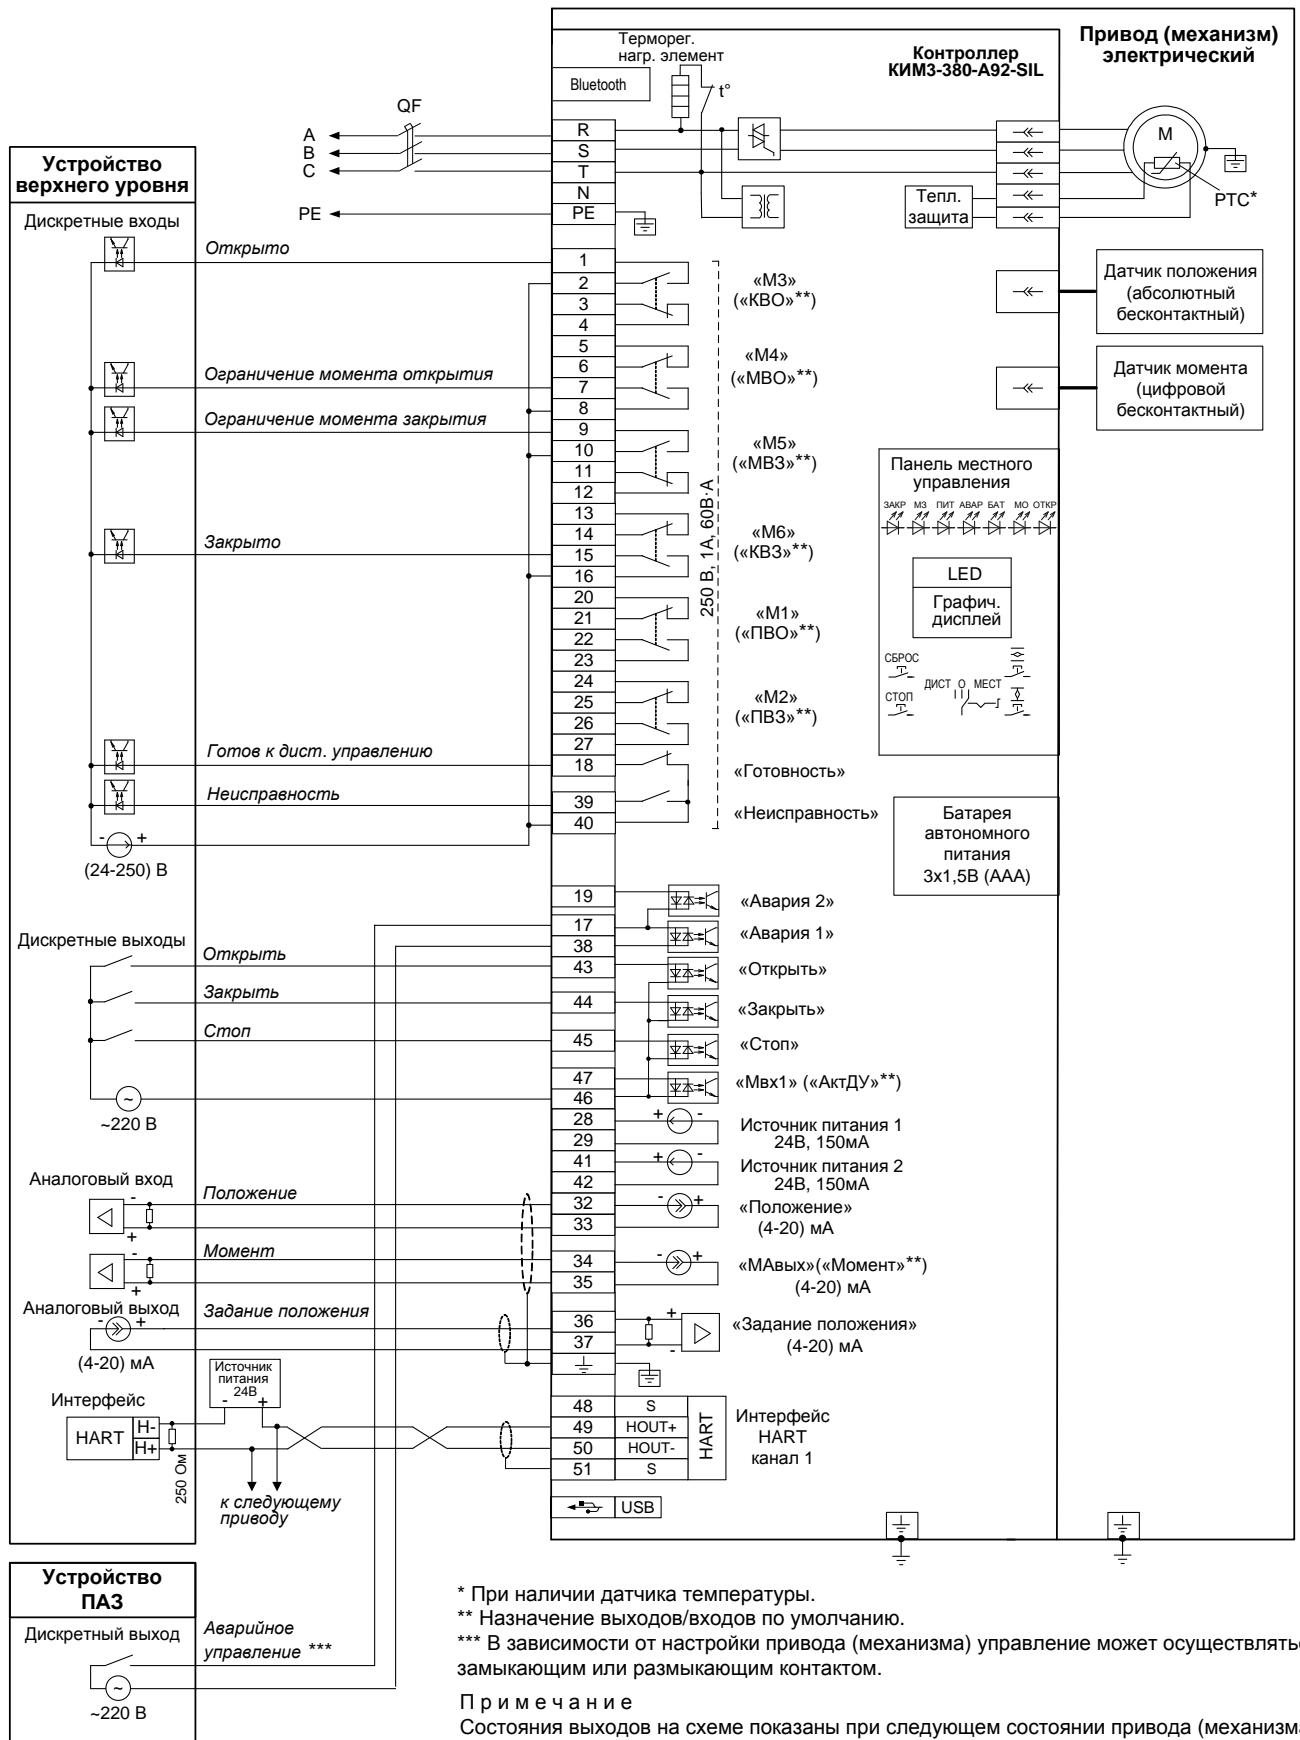 Привод (механизм)
электрический
Контроллер
КИМ3-380-А92-SIL
Терморег.
нагр. элемент
Bluetooth
t°
QF
A
B
C
PE
R
S
T
N
PE
M
Тепл.
защита
PTC*
Устройство
верхнего уровня
Дискретные входы
Открыто
Ограничение момента открытия
Ограничение момента закрытия
Закрыто
Готов к дист. управлению
Неисправность
- +
(24-250) В
1
2
3
4
5
6
7
8
9
10
11
12
13
14
15
16
20
21
22
23
24
25
26
27
18
39
40
250 В, 1А, 60В·А
«М3»
(«КВО»**)
«М4»
(«МВО»**)
«М5»
(«МВЗ»**)
«М6»
(«КВЗ»**)
«М1»
(«ПВО»**)
«М2»
(«ПВЗ»**)
«Готовность»
«Неисправность»
Датчик положения
(абсолютный
бесконтактный)
Датчик момента
(цифровой
бесконтактный)
Панель местного
управления
ЗАКР МЗ ПИТ АВАР БАТ МО ОТКР
LED
Графич.
дисплей
СБРОС
СТОП
ДИСТ О МЕСТ
Батарея
автономного
питания
3х1,5В (ААА)
Дискретные выходы
Открыть
Закрыть
Стоп
~
~220 В
19
17
38
43
44
45
47
46
28
29
41
42
32
33
34
35
36
37
«Авария 2»
«Авария 1»
«Открыть»
«Закрыть»
«Стоп»
«Мвх1» («АктДУ»**)
+ -
Источник питания 1
24В, 150мА
+ -
Источник питания 2
24В, 150мА
- +
«Положение»
(4-20) мА
- +
«МАвых»(«Момент»**)
(4-20) мА
+
-
«Задание положения»
(4-20) мА
Аналоговый вход
-
+
Положение
-
+
Момент
Аналоговый выход
- +
(4-20) мА
Задание положения
Источник
питания
24В
- +
Интерфейс
HART
H-
H+
250 Ом
к следующему
приводу
48 S
49 HOUT+
50 HOUT-
51 S
HART
Интерфейс
HART
канал 1
USB
Устройство
ПАЗ
Дискретный выход
~
~220 В
Аварийное
управление ***
* При наличии датчика температуры.
** Назначение выходов/входов по умолчанию.
*** В зависимости от настройки привода (механизма) управление может осуществлять
замыкающим или размыкающим контактом.
Примечание
Состояния выходов на схеме показаны при следующем состоянии привода (механизм